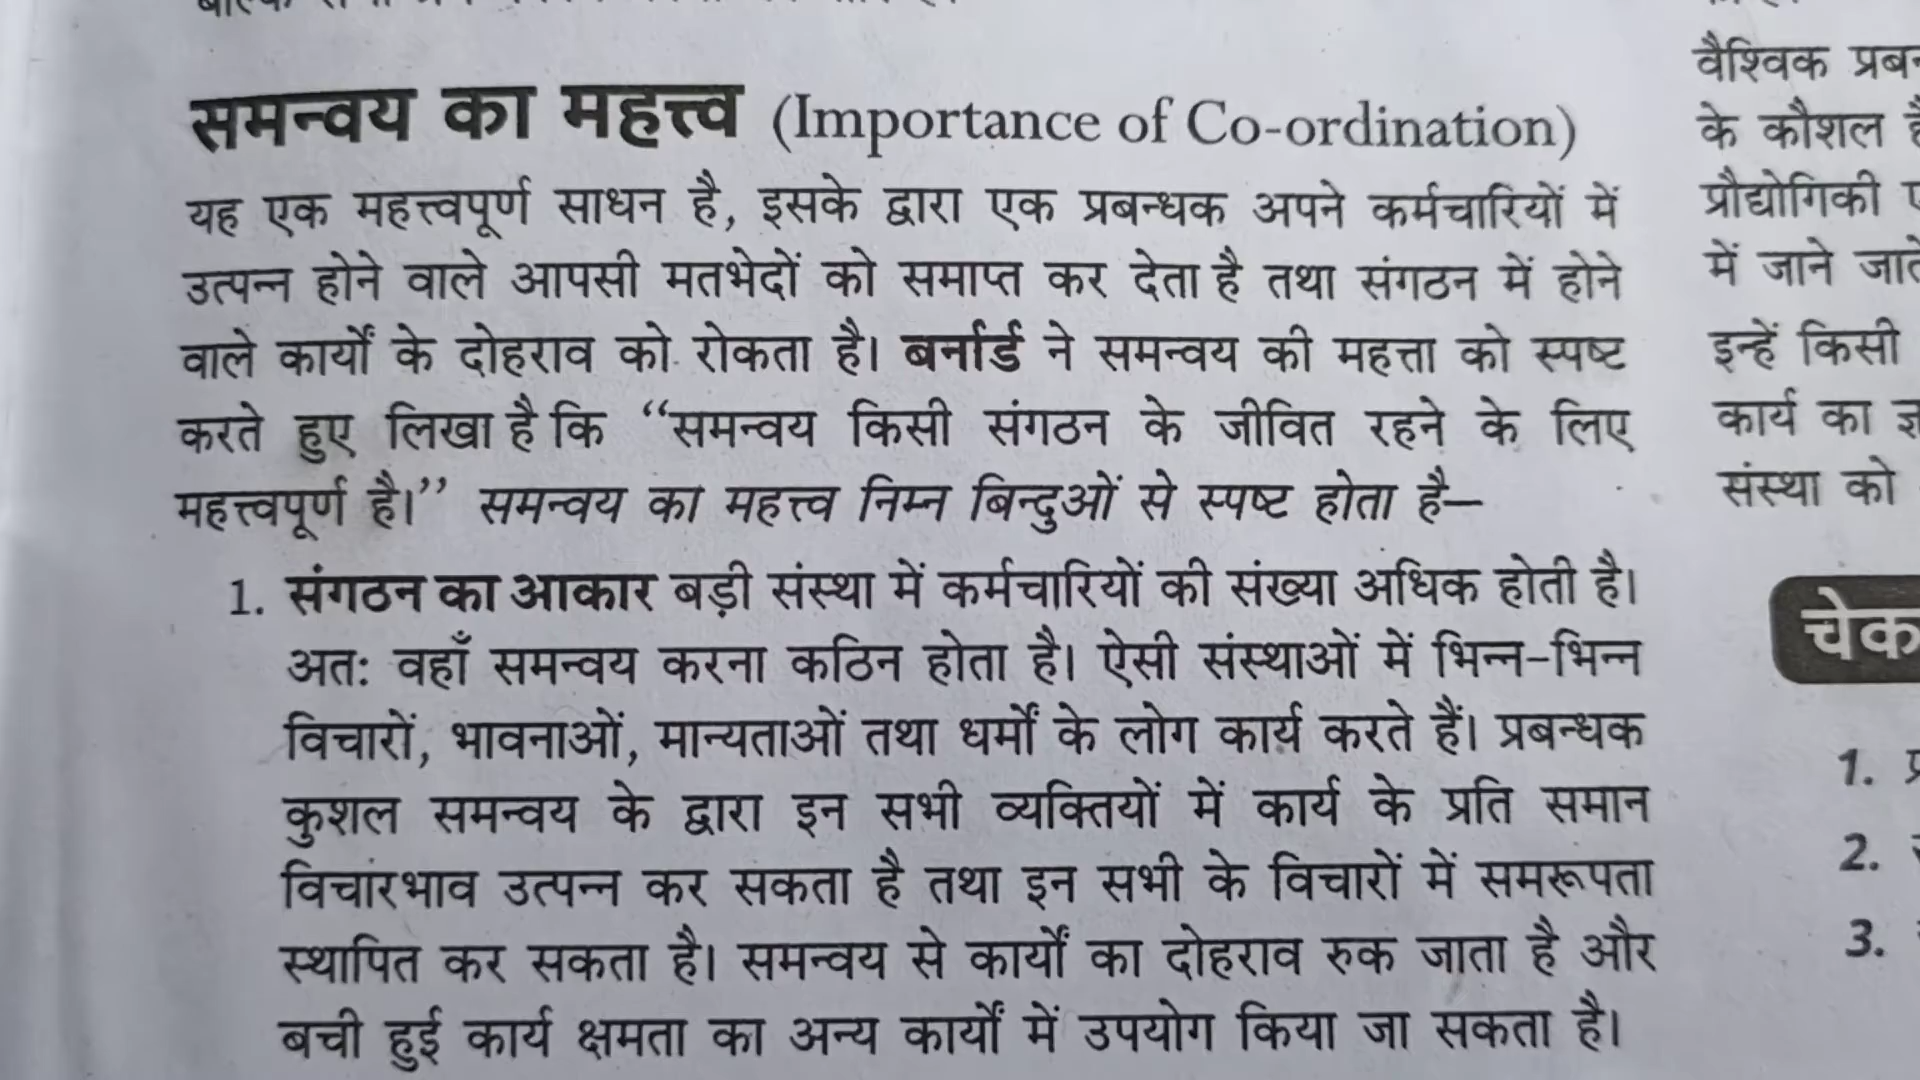 समन्वय का महत्त्व (Importance of Co-ordination)
यह एक महत्त्वपूर्ण साधन है, इसके द्वारा एक प्रबन्धक अपने कर्मचारियों में
उत्पन्न होने वाले आपसी मतभेदों को समाप्त कर देता है तथा संगठन में होने
वाले कार्यों के दोहराव को रोकता है। बर्नार्ड ने समन्वय की महत्ता को स्पष्ट
करते हुए लिखा है कि “समन्वय किसी संगठन के जीवित रहने के लिए
महत्त्वपूर्ण है।” समन्वय का महत्त्व निम्न बिन्दुओं से स्पष्ट होता है—
1. संगठन का आकार बड़ी संस्था में कर्मचारियों की संख्या अधिक होती है।
अत: वहाँ समन्वय करना कठिन होता है। ऐसी संस्थाओं में भिन्न-भिन्न
विचारों, भावनाओं, मान्यताओं तथा धर्मों के लोग कार्य करते हैं। प्रबन्धक
कुशल समन्वय के द्वारा इन सभी व्यक्तियों में कार्य के प्रति समान
विचारभाव उत्पन्न कर सकता है तथा इन सभी के विचारों में समरूपता
स्थापित कर सकता है। समन्वय से कार्यों का दोहराव रुक जाता है और
बची हुई कार्य क्षमता का अन्य कार्यों में उपयोग किया जा सकता है।
वैश्विक
के कौशल
प्रौद्योगिकी
में जाने
इन्हें किसी
कार्य का
संस्था को
चेक
1.
2.
3.